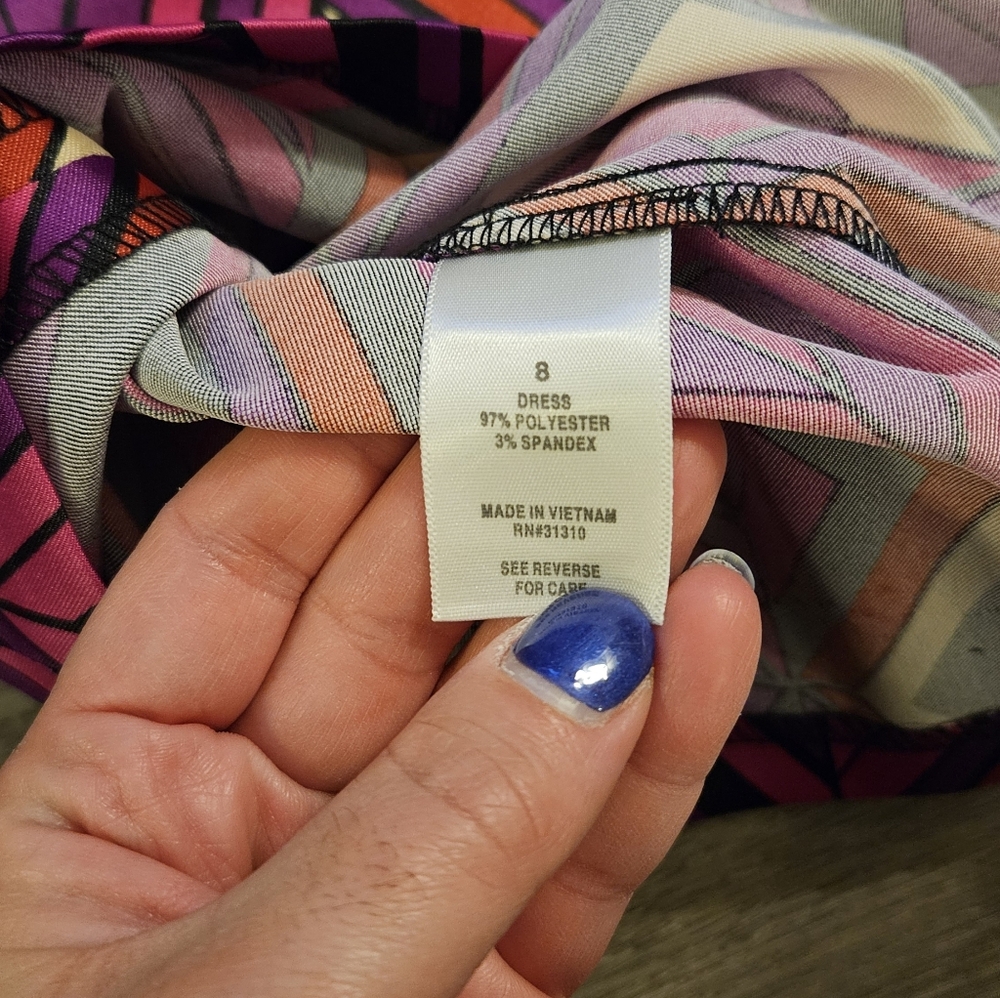 8
DRESS
97% POLYESTER
3% SPANDEX
MADE IN VIETNAM
RN#31310
SEE REVERSE
FOR CARE